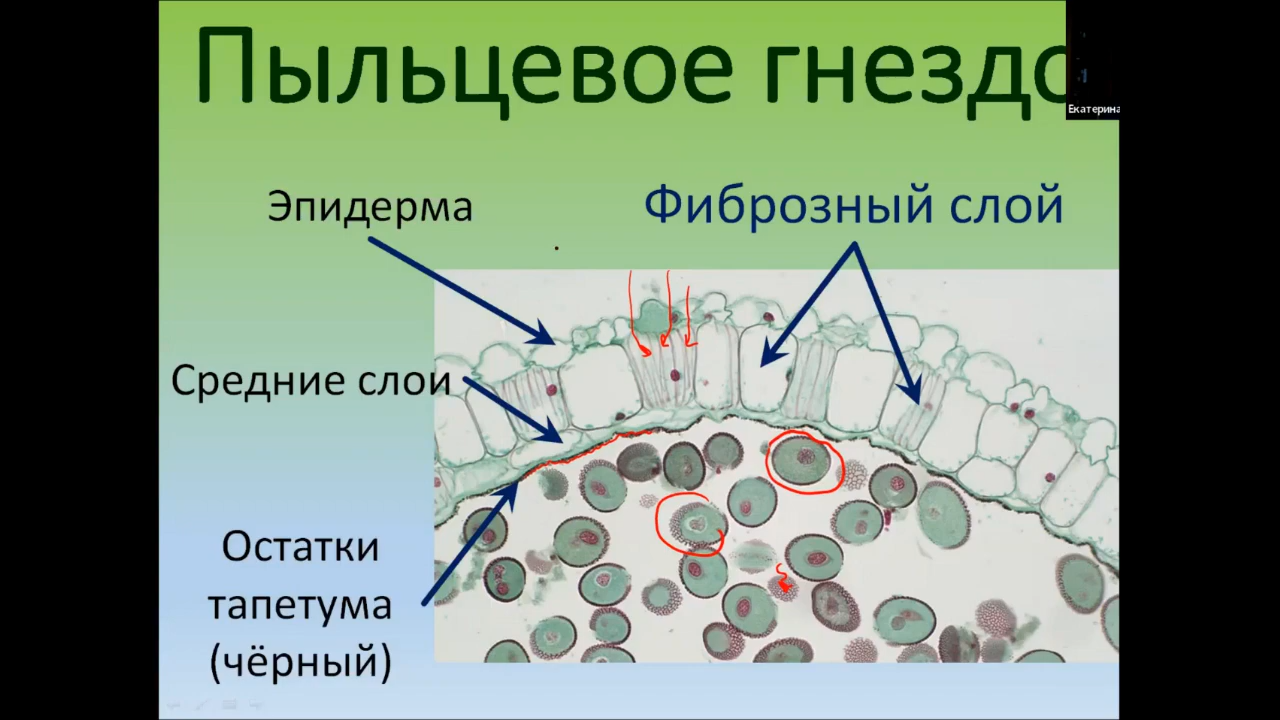 Пыльцевое гнездо
Екатерина
Эпидерма
Фиброзный слой
Средние слои
Остатки
тапетума
(чёрный)